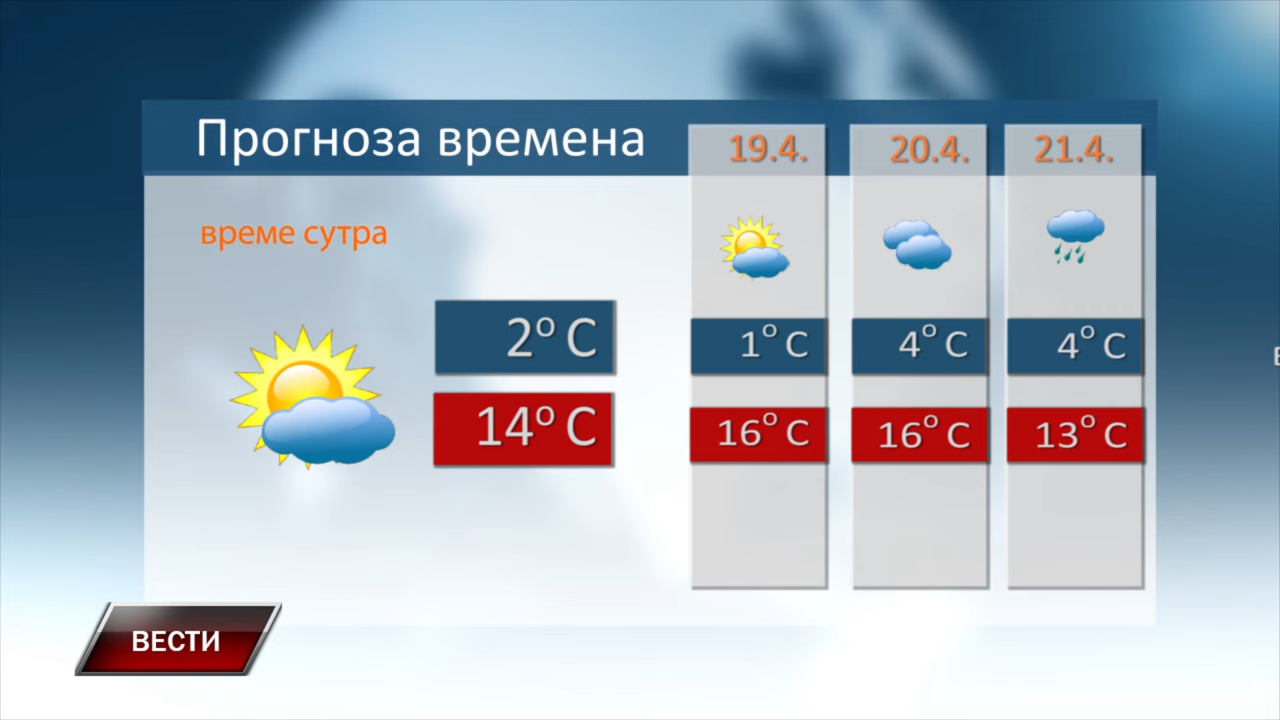 Прогноза времена
19.4. 20.4. 21.4.
време сутра
2° C
14° C
1° C 4° C 4° C
16° C 16° C 13° C
ВЕСТИ